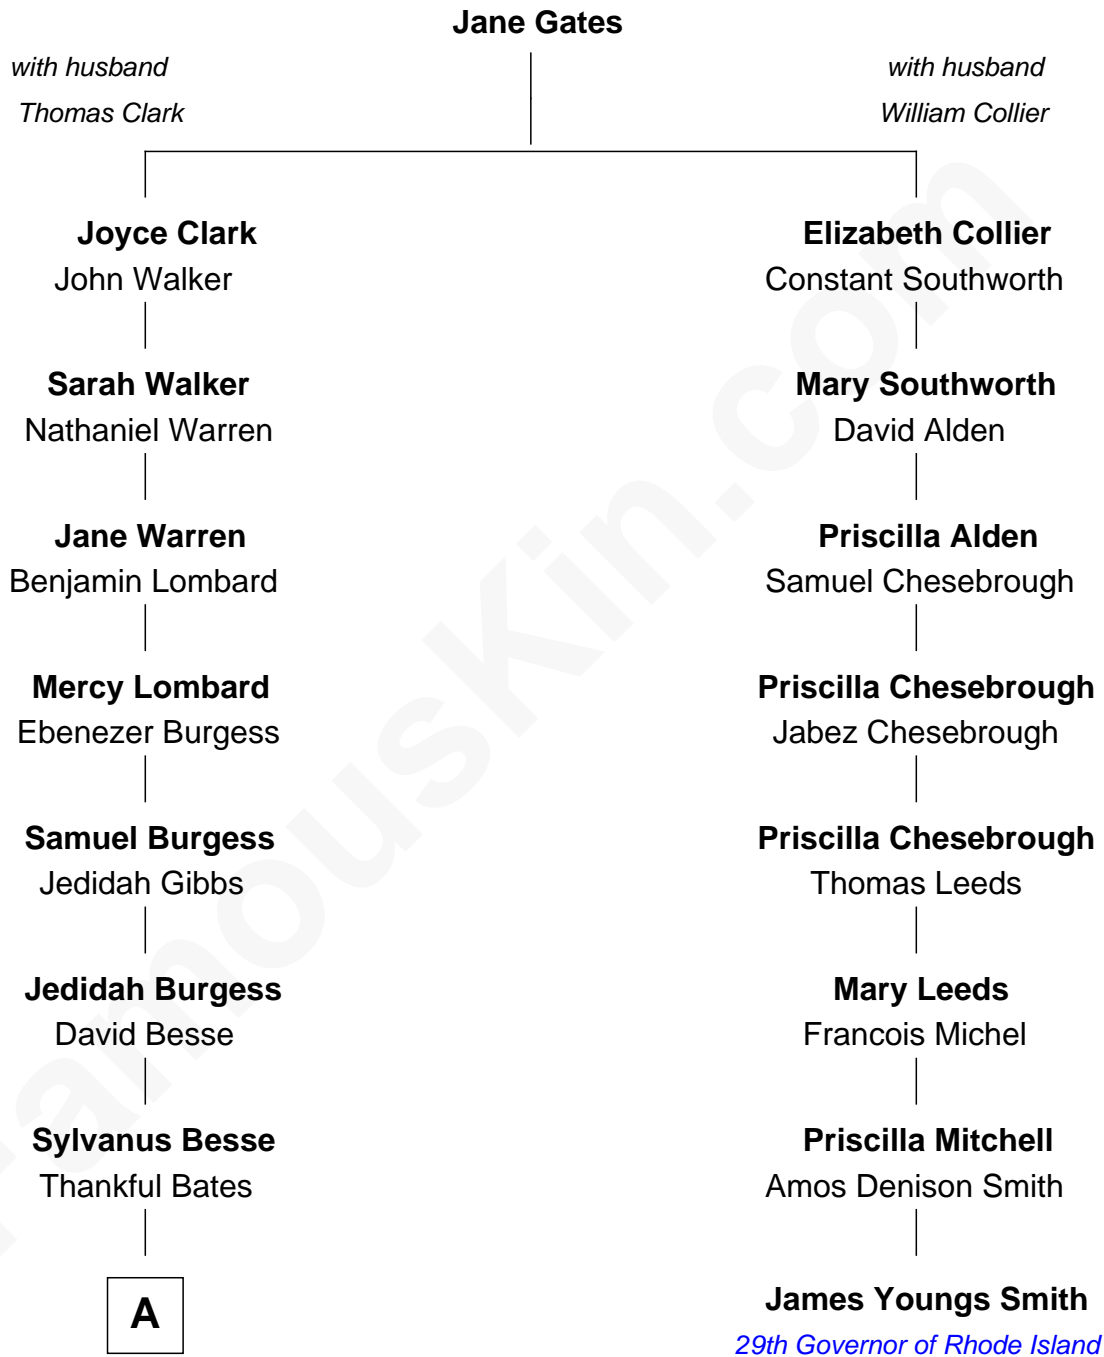 Jane Gates
with husband
Thomas Clark
with husband
William Collier
Joyce Clark
John Walker
Elizabeth Collier
Constant Southworth
Sarah Walker
Nathaniel Warren
Mary Southworth
David Alden
Jane Warren
Benjamin Lombard
Priscilla Alden
Samuel Chesebrough
Mercy Lombard
Ebenezer Burgess
Priscilla Chesebrough
Jabez Chesebrough
Samuel Burgess
Jedidah Gibbs
Priscilla Chesebrough
Thomas Leeds
Jedidah Burgess
David Besse
Mary Leeds
Francois Michel
Sylvanus Besse
Thankful Bates
Priscilla Mitchell
Amos Denison Smith
A
James Youngs Smith
29th Governor of Rhode Island
FamousKin.com